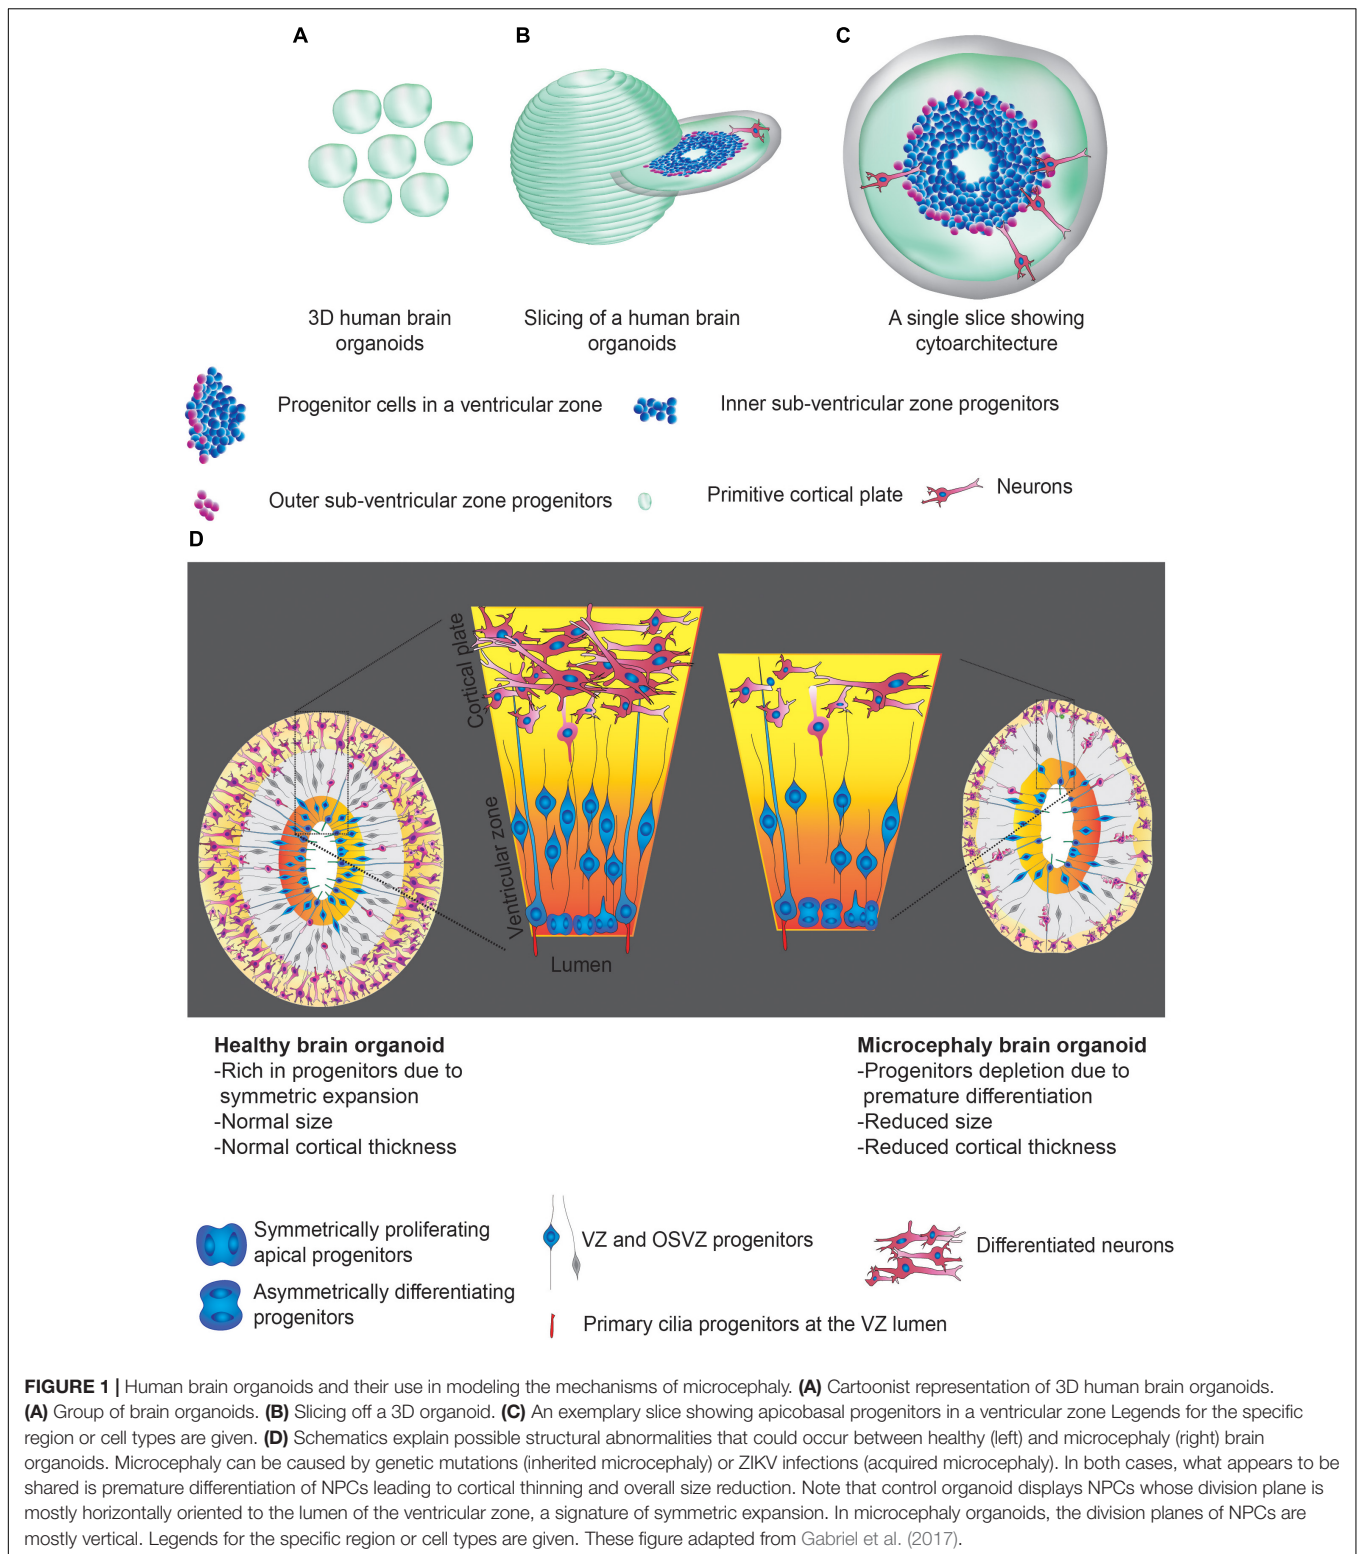 A
B
C
3D human brain
organoids
Slicing of a human brain
organoids
A single slice showing
cytoarchitecture
Progenitor cells in a ventricular zone
Inner sub-ventricular zone progenitors
Outer sub-ventricular zone progenitors
Primitive cortical plate
Neurons
D
Cortical plate
Ventricular zone
Lumen
Healthy brain organoid
-Rich in progenitors due to
symmetric expansion
-Normal size
-Normal cortical thickness
Microcephaly brain organoid
-Progenitors depletion due to
premature differentiation
-Reduced size
-Reduced cortical thickness
Symmetrically proliferating
apical progenitors
Asymmetrically differentiating
progenitors
VZ and OSVZ progenitors
Primary cilia progenitors at the VZ lumen
Differentiated neurons
FIGURE 1 | Human brain organoids and their use in modeling the mechanisms of microcephaly. (A) Cartoonist representation of 3D human brain organoids.
(A) Group of brain organoids. (B) Slicing off a 3D organoid. (C) An exemplary slice showing apicobasal progenitors in a ventricular zone Legends for the specific
region or cell types are given. (D) Schematics explain possible structural abnormalities that could occur between healthy (left) and microcephaly (right) brain
organoids. Microcephaly can be caused by genetic mutations (inherited microcephaly) or ZIKV infections (acquired microcephaly). In both cases, what appears to be
shared is premature differentiation of NPCs leading to cortical thinning and overall size reduction. Note that control organoid displays NPCs whose division plane is
mostly horizontally oriented to the lumen of the ventricular zone, a signature of symmetric expansion. In microcephaly organoids, the division planes of NPCs are
mostly vertical. Legends for the specific region or cell types are given. These figure adapted from Gabriel et al. (2017).